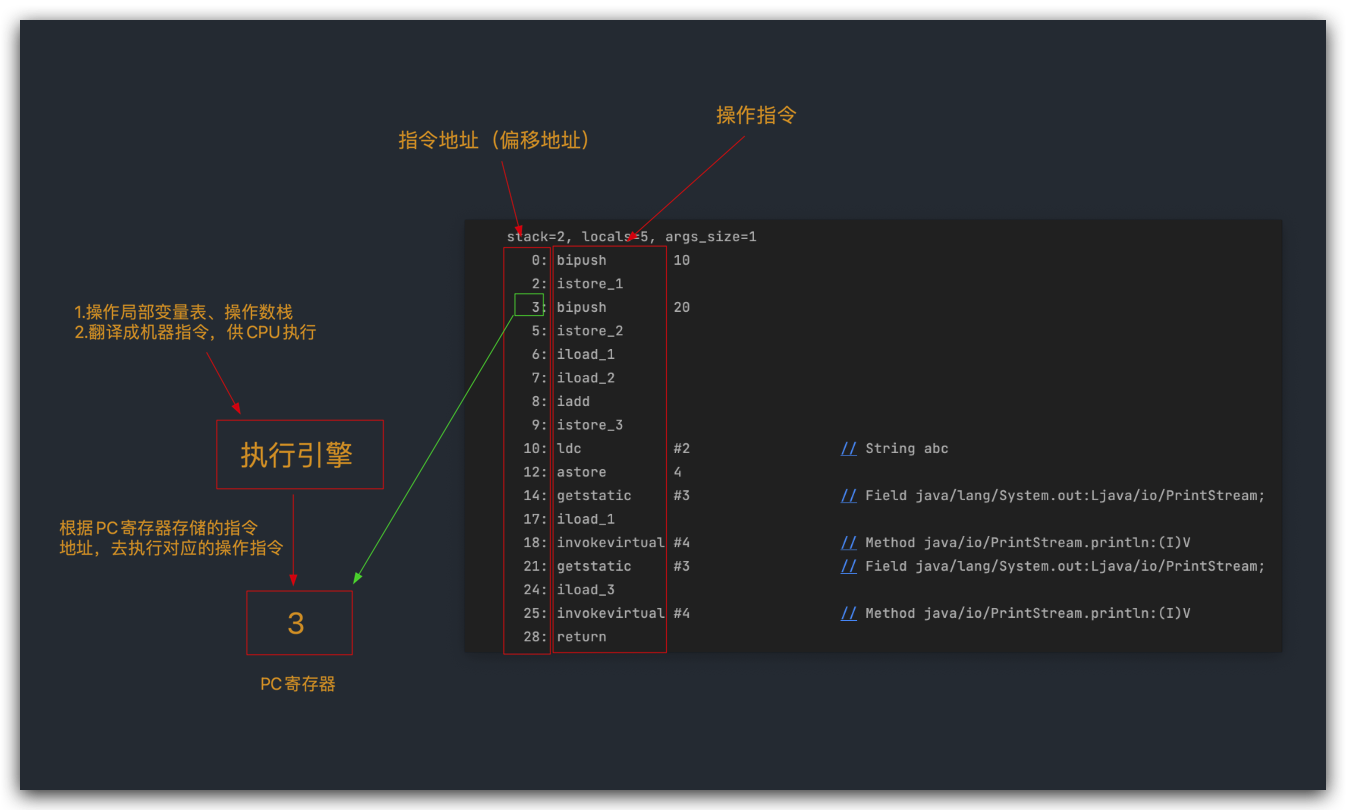 操作指令
指令地址（偏移地址）
stack=2, locals=5, args_size=1
0: bipush 10
2: istore_1
3: bipush 20
5: istore_2
6: iload_1
7: iload_2
8: iadd
9: istore_3
10: ldc #2 // String abc
12: astore 4
14: getstatic #3 // Field java/lang/System.out:Ljava/io/PrintStream;
17: iload_1
18: invokevirtual #4 // Method java/io/PrintStream.println:(I)V
21: getstatic #3 // Field java/lang/System.out:Ljava/io/PrintStream;
24: iload_3
25: invokevirtual #4 // Method java/io/PrintStream.println:(I)V
28: return
1.操作局部变量表、操作数栈
2.翻译成机器指令，供CPU执行
执行引擎
根据PC寄存器存储的指令
地址，去执行对应的操作指令
3
PC寄存器